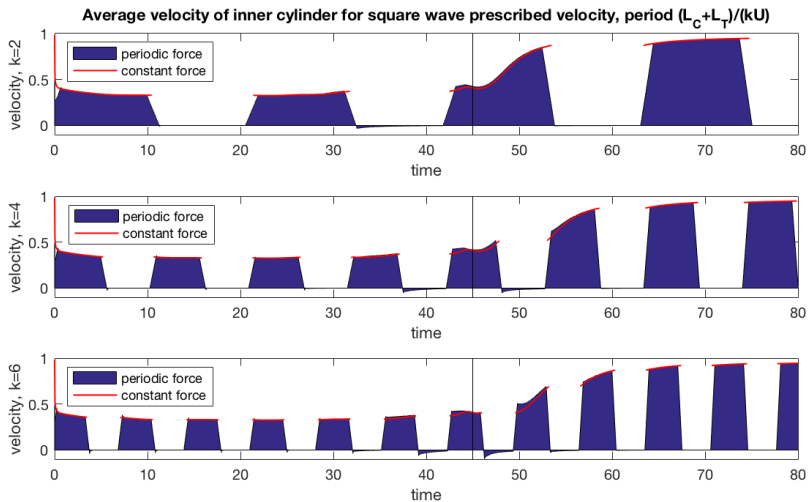 Average velocity of inner cylinder for square wave prescribed velocity, period (L_C+L_T)/(kU)
1
0.5
0
velocity, k=2
periodic force
constant force
0 10 20 30 40 50 60 70 80
time
1
0.5
0
velocity, k=4
periodic force
constant force
0 10 20 30 40 50 60 70 80
time
1
0.5
0
velocity, k=6
periodic force
constant force
0 10 20 30 40 50 60 70 80
time